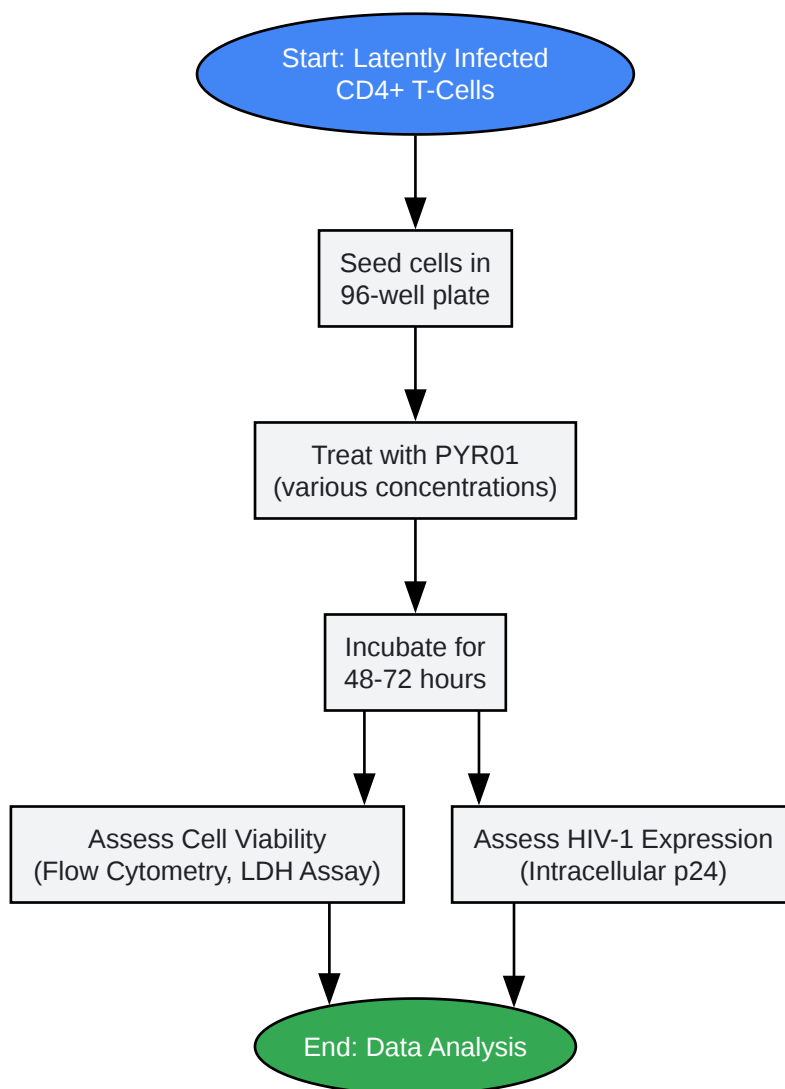 Start: Latently Infected
CD4+ T-Cells
Seed cells in
96-well plate
Treat with PYR01
(various concentrations)
Incubate for
48-72 hours
Assess Cell Viability
(Flow Cytometry, LDH Assay)
Assess HIV-1 Expression
(Intracellular p24)
End: Data Analysis